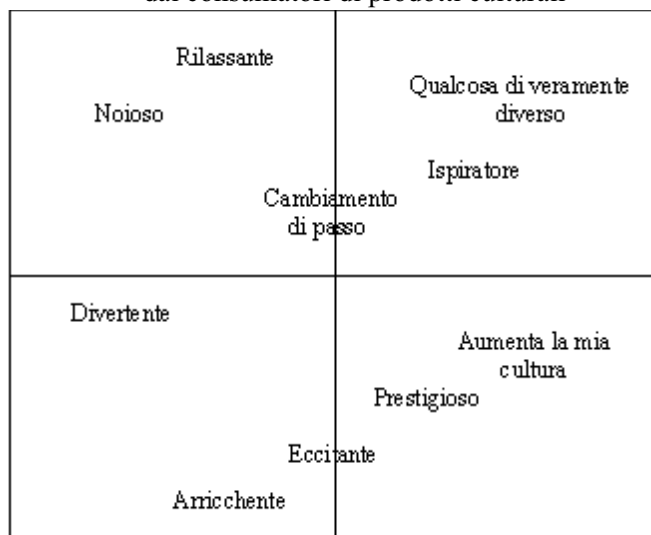 dai consumatori di prodotti culturali
Rilassante
Qualcosa di veramente
diverso
Noioso
Ispiratore
Cambiamento
di passo
Divertente
Aumenta la mia
cultura
Prestigioso
Eccitante
Arricchente